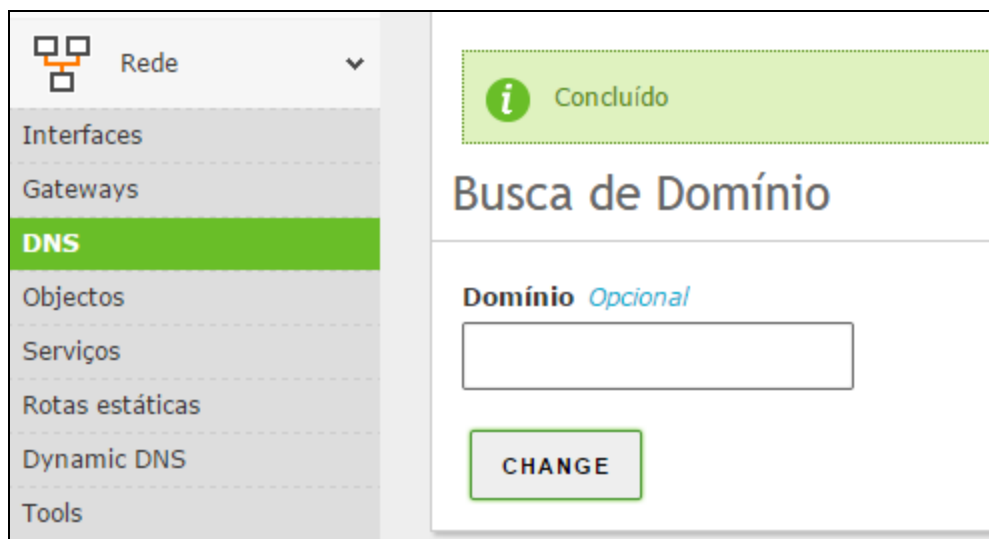 Rede
Interfaces
Gateways
DNS
Objectos
Serviços
Rotas estáticas
Dynamic DNS
Tools
Concluído
Busca de Domínio
Domínio Opcional
CHANGE